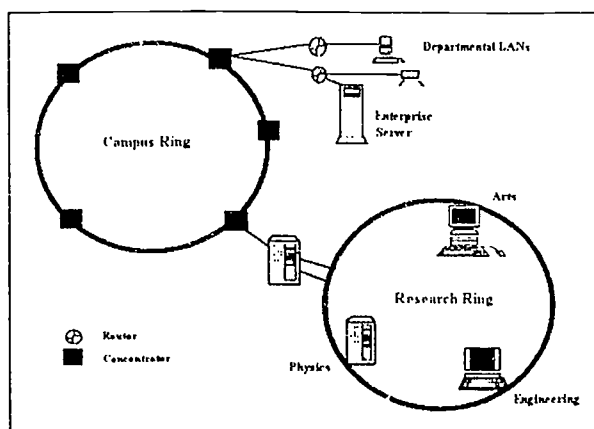 Departmental LANs
Enterprise
Server
Campus Ring
Arts
Research Ring
Router
Concentrator
Physics
Engineering